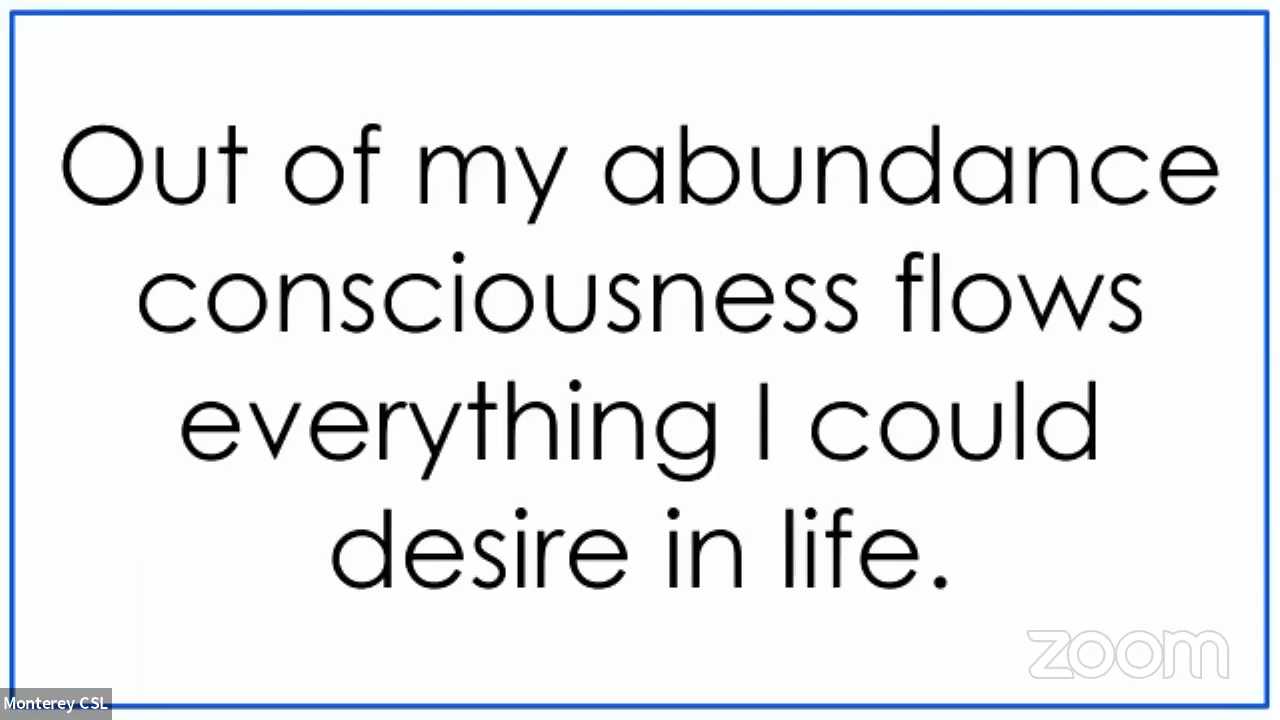 Out of my abundance
consciousness flows
everything I could
desire in life.
zoom
Monterey CSL